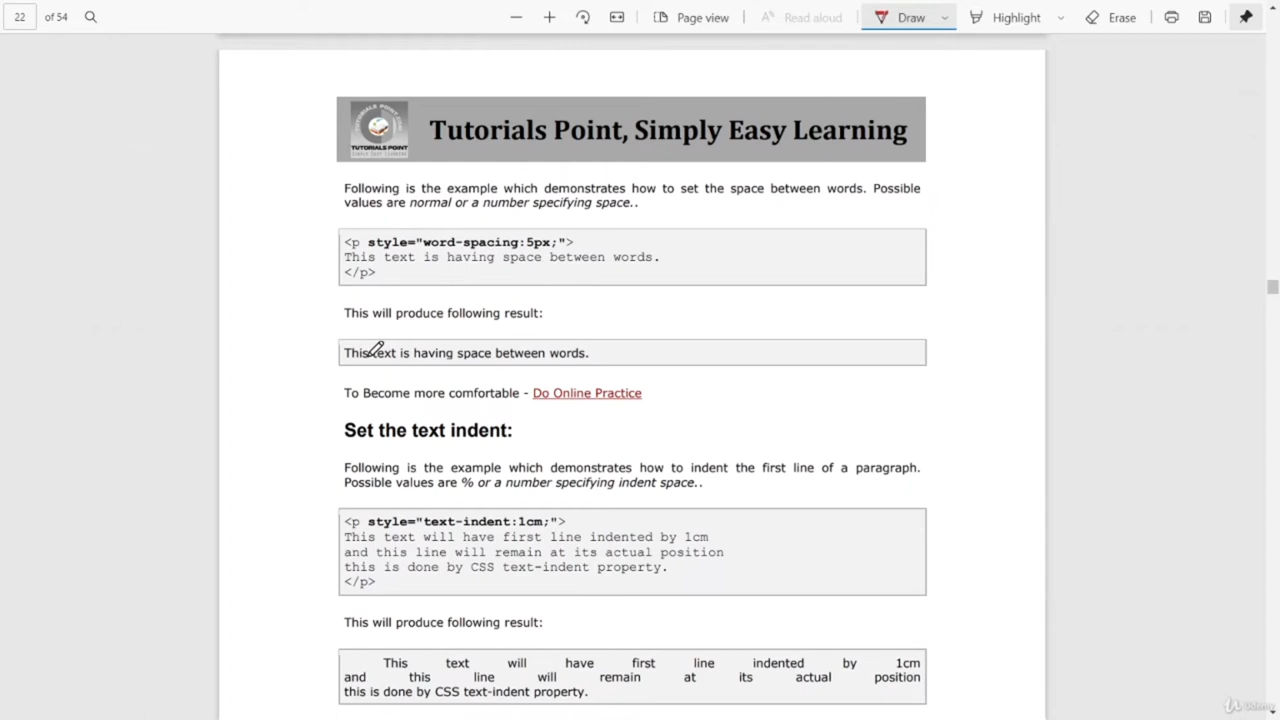 22 of 54 Page view Read aloud Draw Highlight Erase
TUTORIALS POINT
Tutorials Point, Simply Easy Learning
Following is the example which demonstrates how to set the space between words. Possible
values are normal or a number specifying space..
<p style="word-spacing:5px;">
This text is having space between words.
</p>
This will produce following result:
This text is having space between words.
To Become more comfortable - Do Online Practice
Set the text indent:
Following is the example which demonstrates how to indent the first line of a paragraph.
Possible values are % or a number specifying indent space..
<p style="text-indent:1cm;">
This text will have first line indented by 1cm
and this line will remain at its actual position
this is done by CSS text-indent property.
</p>
This will produce following result:
This text will have first line indented by 1cm
and this line will remain at its actual position
this is done by CSS text-indent property.
Udemy